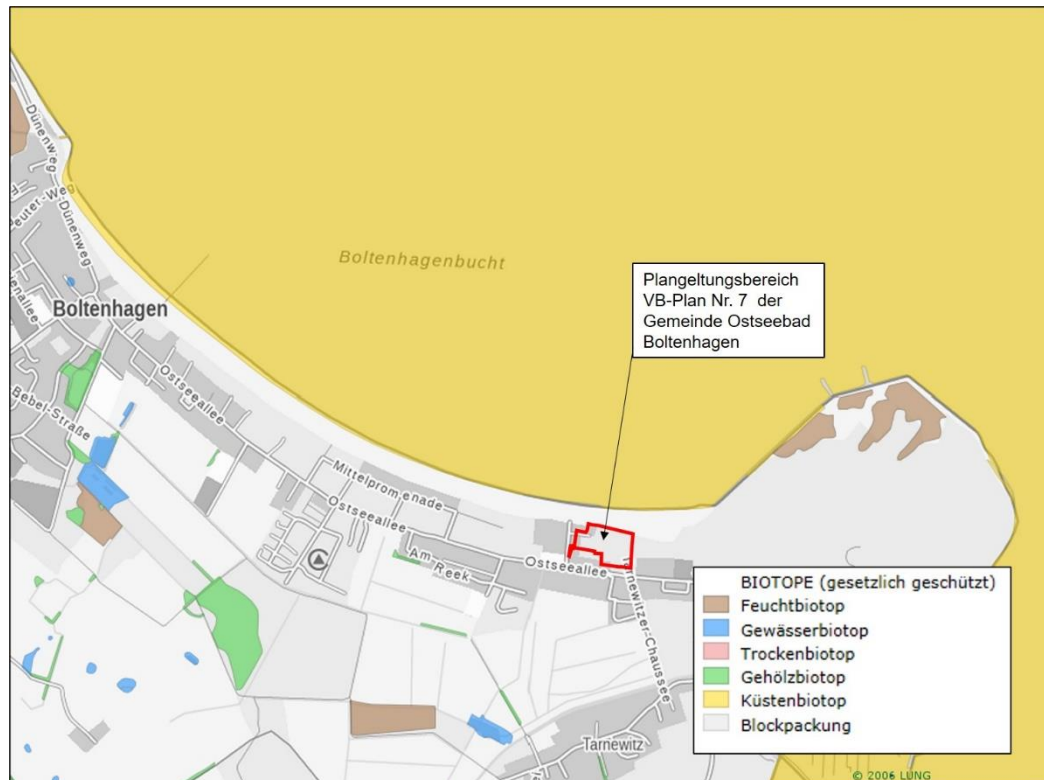 Dünenweg
Dünenweg
Boltenhagenbucht
Boltenhagen
Plangeltungsbereich
VB-Plan Nr. 7 der
Gemeinde Ostseebad
Boltenhagen
Ostseeallee
Bebel-Straße
Mittelpromenade
Ostseeallee
Am-Reek
Ostseeallee
Tarnewitzer-Chaussee
Tarnewitz
BIOTOPE (gesetzlich geschützt)
Feuchtbiotop
Gewässerbiotop
Trockenbiotop
Gehölzbiotop
Küstenbiotop
Blockpackung
© 2006 LUNG